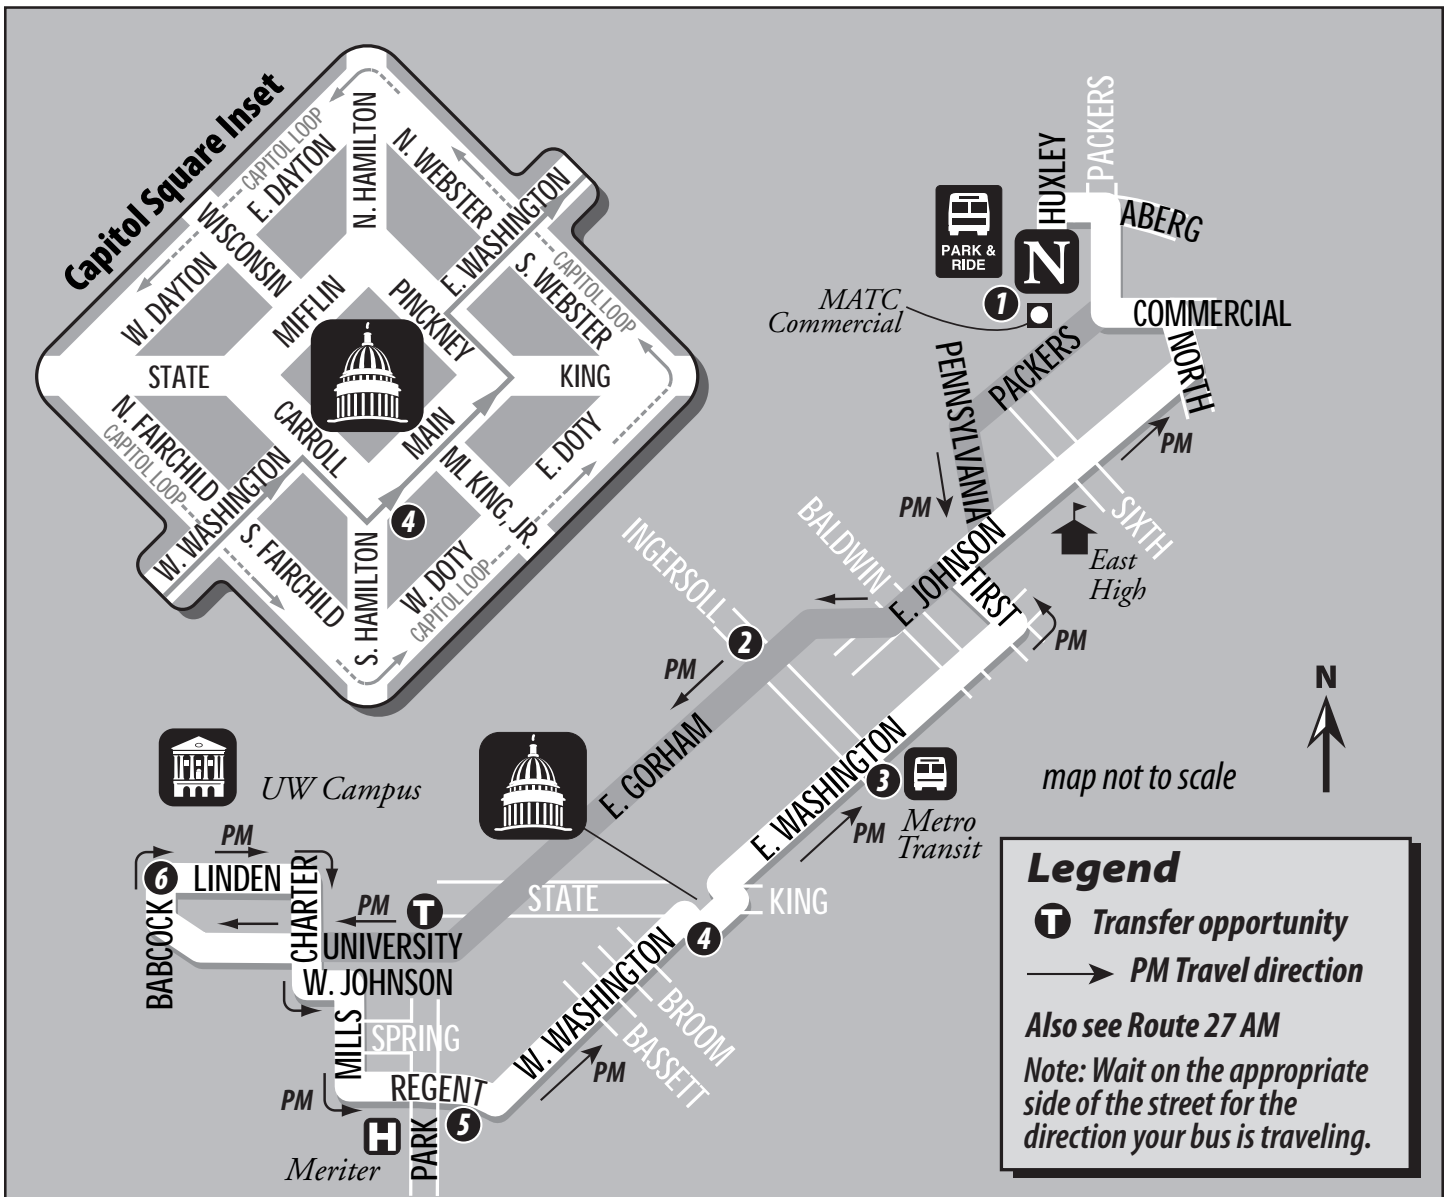 Capitol Square Inset
CAPITOL LOOP
E. DAYTON
N. HAMILTON
N. WEBSTER
E. WASHINGTON
WISCONSIN
W. DAYTON
MIFFLIN
PINCKNEY
S. WEBSTER
CAPITOL LOOP
STATE
KING
N. FAIRCHILD
CAPITOL LOOP
CARROLL
MAIN
E. DOTY
W. WASHINGTON
ML KING, JR.
4
S. FAIRCHILD
S. HAMILTON
W. DOTY
CAPITOL LOOP
PACKERS
HUXLEY
ABERG
PARK &
RIDE
N
1
MATC
Commercial
COMMERCIAL
NORTH
PACKERS
PENNSYLVANIA
PM
PM
SIXTH
East
High
E. JOHNSON
FIRST
PM
BALDWIN
INGERSOLL
2
PM
E. GORHAM
E. WASHINGTON
3
Metro
Transit
PM
N
map not to scale
UW Campus
PM
6
LINDEN
CHARTER
BABCOCK
PM
T
UNIVERSITY
W. JOHNSON
STATE
KING
4
W. WASHINGTON
BROOM
BASSETT
PM
MILLS
SPRING
REGENT
PM
5
H
Meriter
PARK
Legend
T Transfer opportunity
PM Travel direction
Also see Route 27 AM
Note: Wait on the appropriate
side of the street for the
direction your bus is traveling.